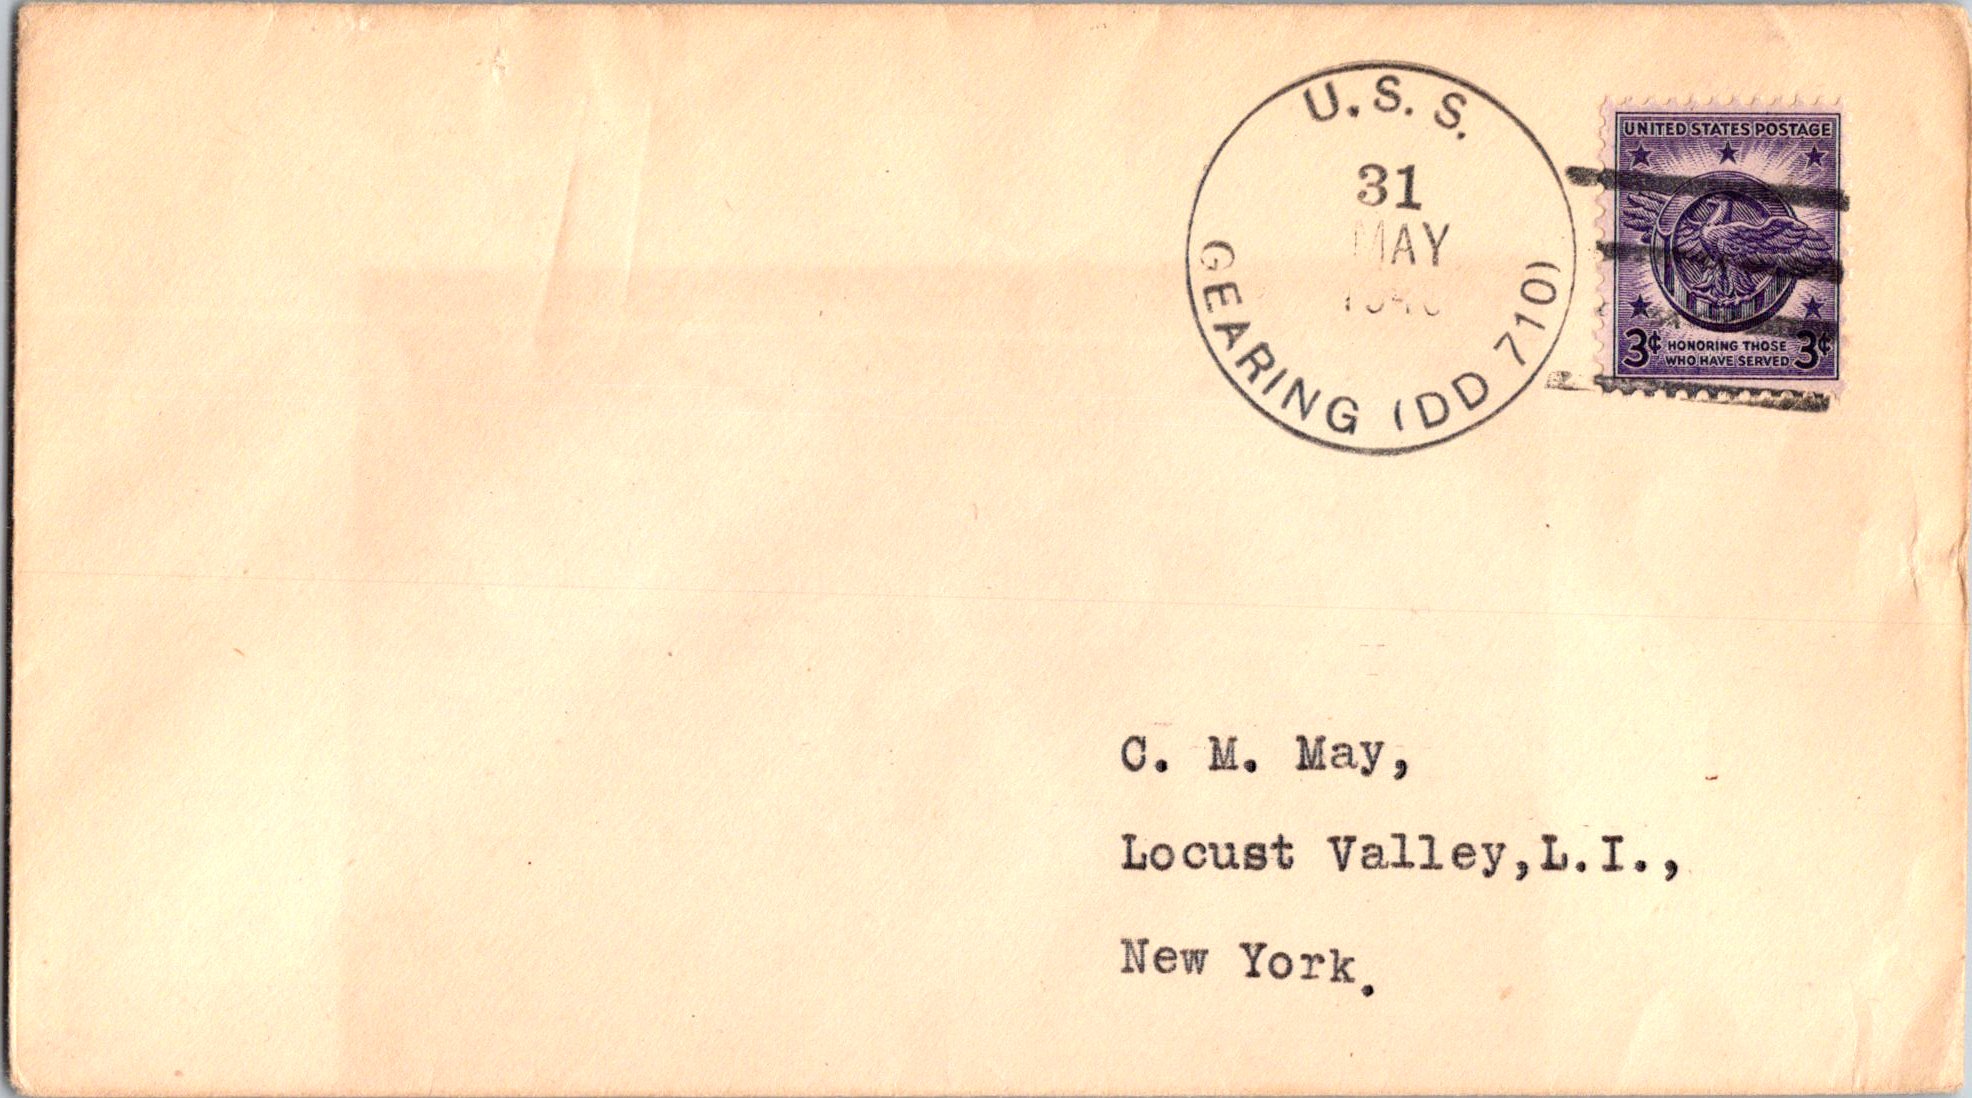 U.S.S.
31
MAY
GEARING (DD 710)
UNITED STATES POSTAGE
3¢ HONORING THOSE 3¢
WHO HAVE SERVED
C. M. May,
Locust Valley,L.I.,
New York.